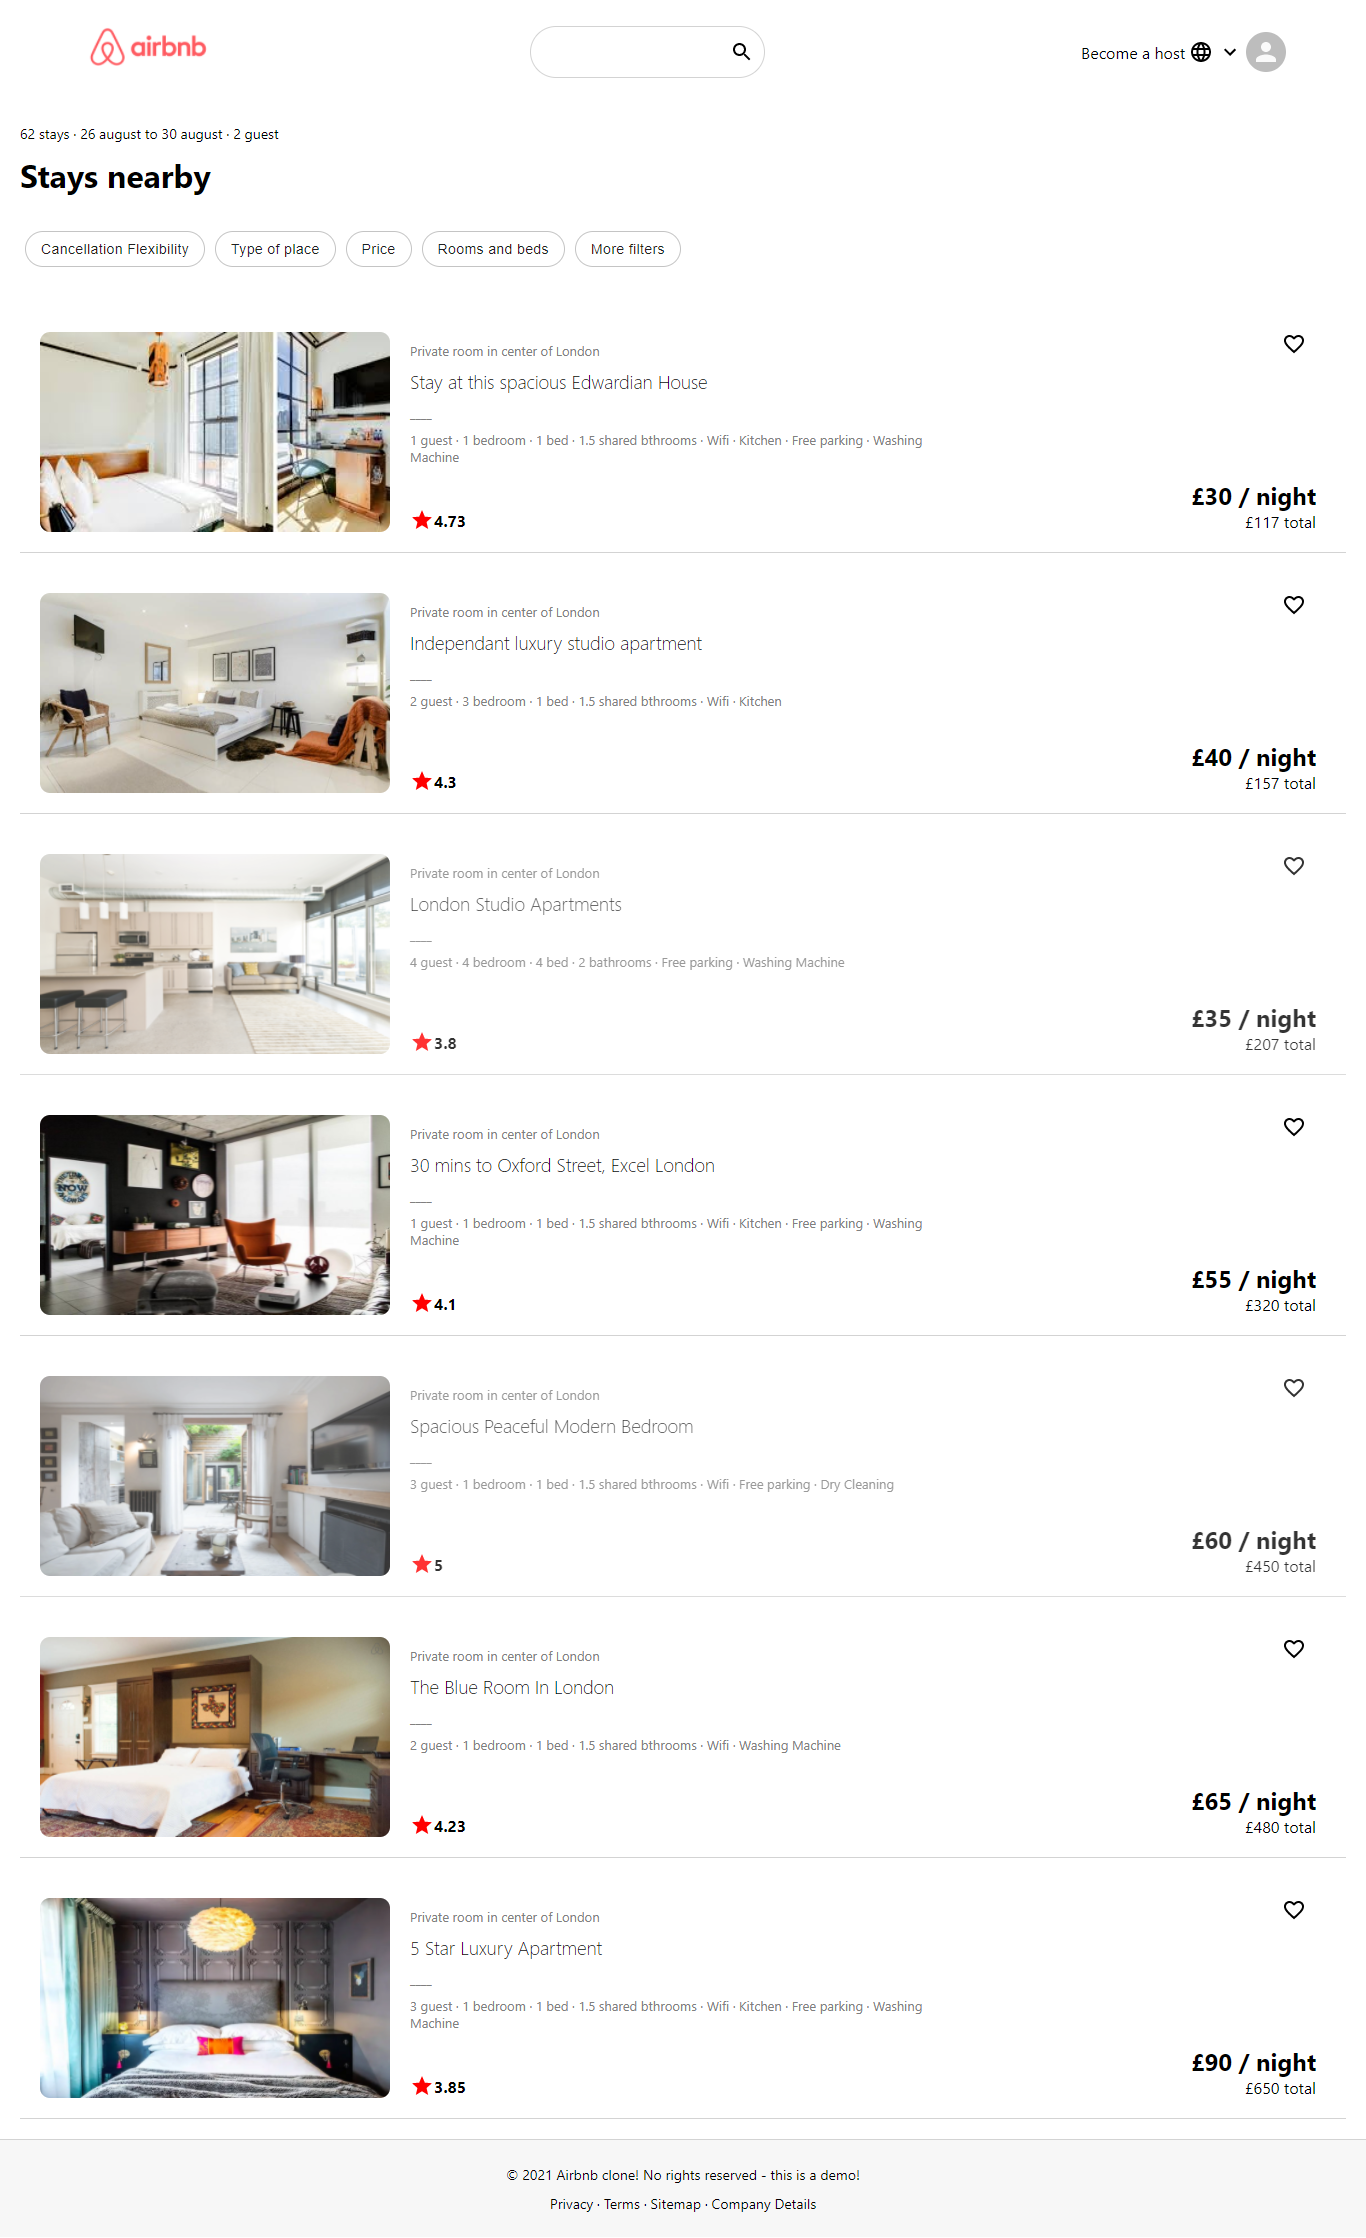 airbnb
Become a host
62 stays · 26 august to 30 august · 2 guest
Stays nearby
Cancellation Flexibility
Type of place
Price
Rooms and beds
More filters
Private room in center of London
Stay at this spacious Edwardian House
1 guest · 1 bedroom · 1 bed · 1.5 shared bthrooms · Wifi · Kitchen · Free parking · Washing
Machine
4.73
£30 / night
£117 total
Private room in center of London
Independant luxury studio apartment
2 guest · 3 bedroom · 1 bed · 1.5 shared bthrooms · Wifi · Kitchen
4.3
£40 / night
£157 total
Private room in center of London
London Studio Apartments
4 guest · 4 bedroom · 4 bed · 2 bathrooms · Free parking · Washing Machine
3.8
£35 / night
£207 total
NOW
Private room in center of London
30 mins to Oxford Street, Excel London
1 guest · 1 bedroom · 1 bed · 1.5 shared bthrooms · Wifi · Kitchen · Free parking · Washing
Machine
4.1
£55 / night
£320 total
Private room in center of London
Spacious Peaceful Modern Bedroom
3 guest · 1 bedroom · 1 bed · 1.5 shared bthrooms · Wifi · Free parking · Dry Cleaning
5
£60 / night
£450 total
Private room in center of London
The Blue Room In London
2 guest · 1 bedroom · 1 bed · 1.5 shared bthrooms · Wifi · Washing Machine
4.23
£65 / night
£480 total
Private room in center of London
5 Star Luxury Apartment
3 guest · 1 bedroom · 1 bed · 1.5 shared bthrooms · Wifi · Kitchen · Free parking · Washing
Machine
3.85
£90 / night
£650 total
© 2021 Airbnb clone! No rights reserved - this is a demo!
Privacy · Terms · Sitemap · Company Details